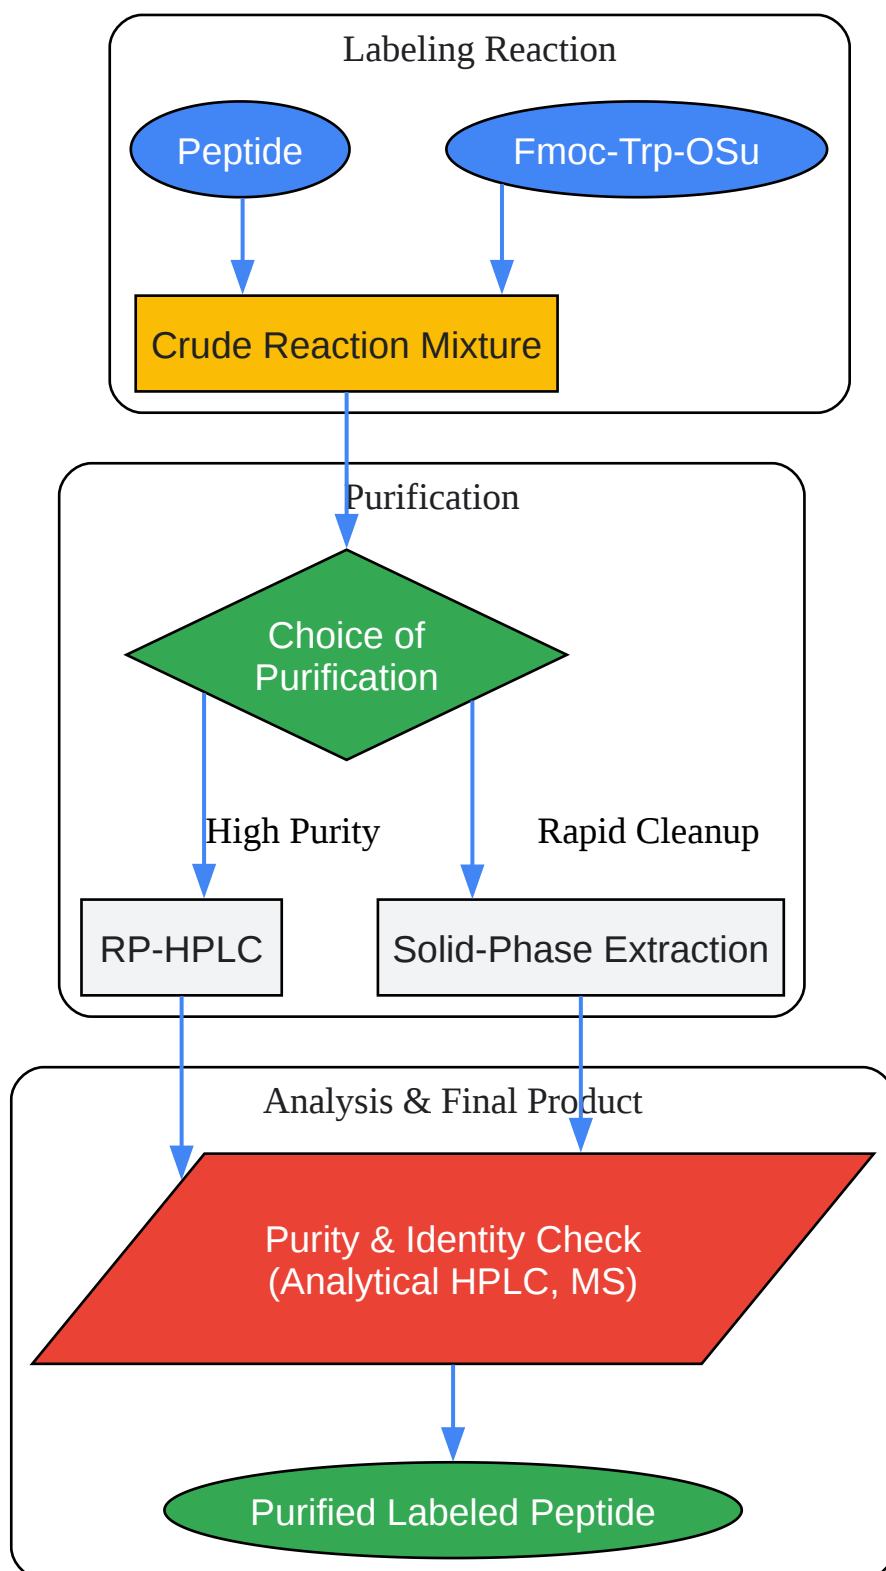 Labeling Reaction
Peptide
Fmoc-Trp-OSu
Crude Reaction Mixture
Purification
Choice of
Purification
High Purity
Rapid Cleanup
RP-HPLC
Solid-Phase Extraction
Analysis & Final Product
Purity & Identity Check
(Analytical HPLC, MS)
Purified Labeled Peptide